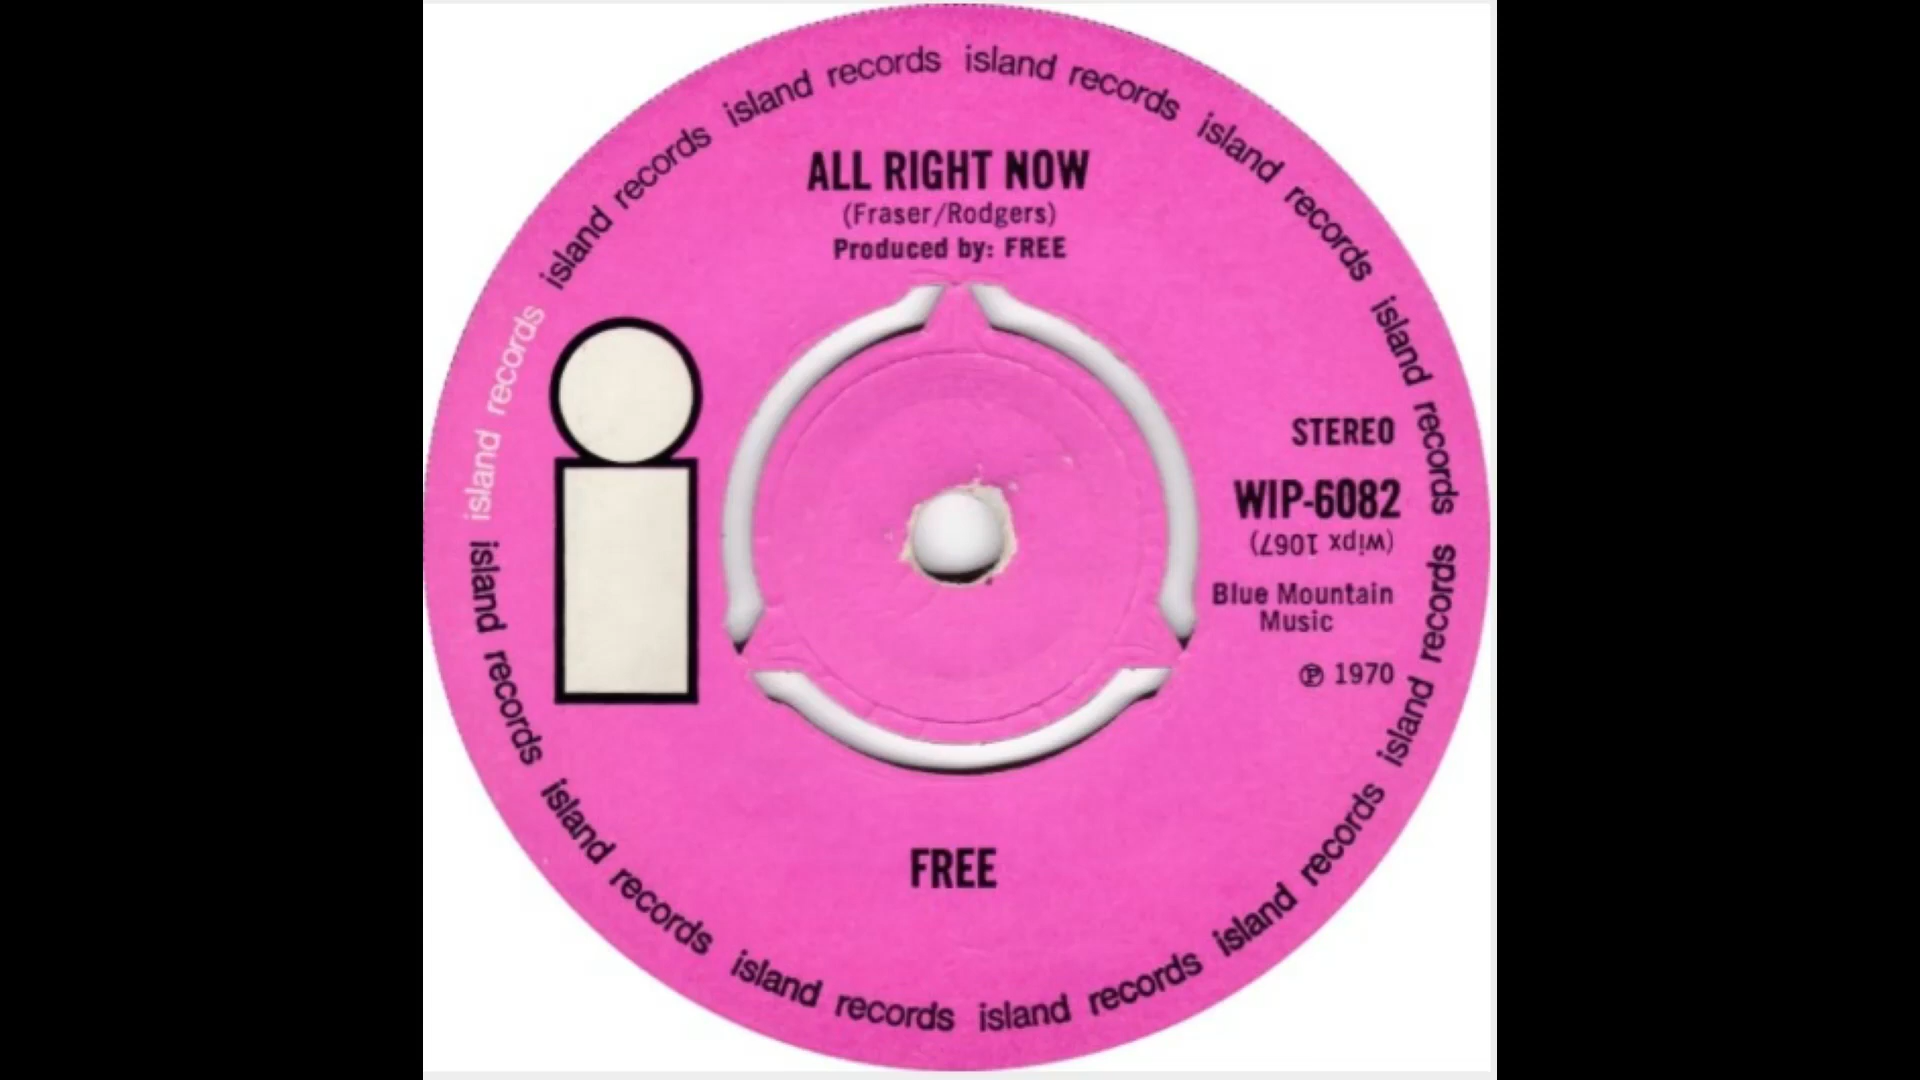 island records island records island records island records island records island records island records island records island records island records island records island records
ALL RIGHT NOW
(Fraser/Rodgers)
Produced by: FREE
i
STEREO
WIP-6082
(wipx 1067)
Blue Mountain
Music
℗ 1970
FREE